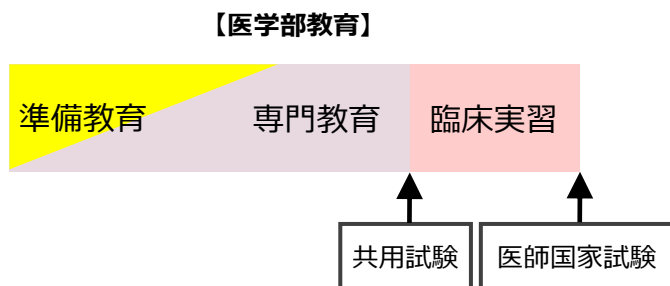 【医学部教育】
準備教育
専門教育
臨床実習
共用試験
医師国家試験